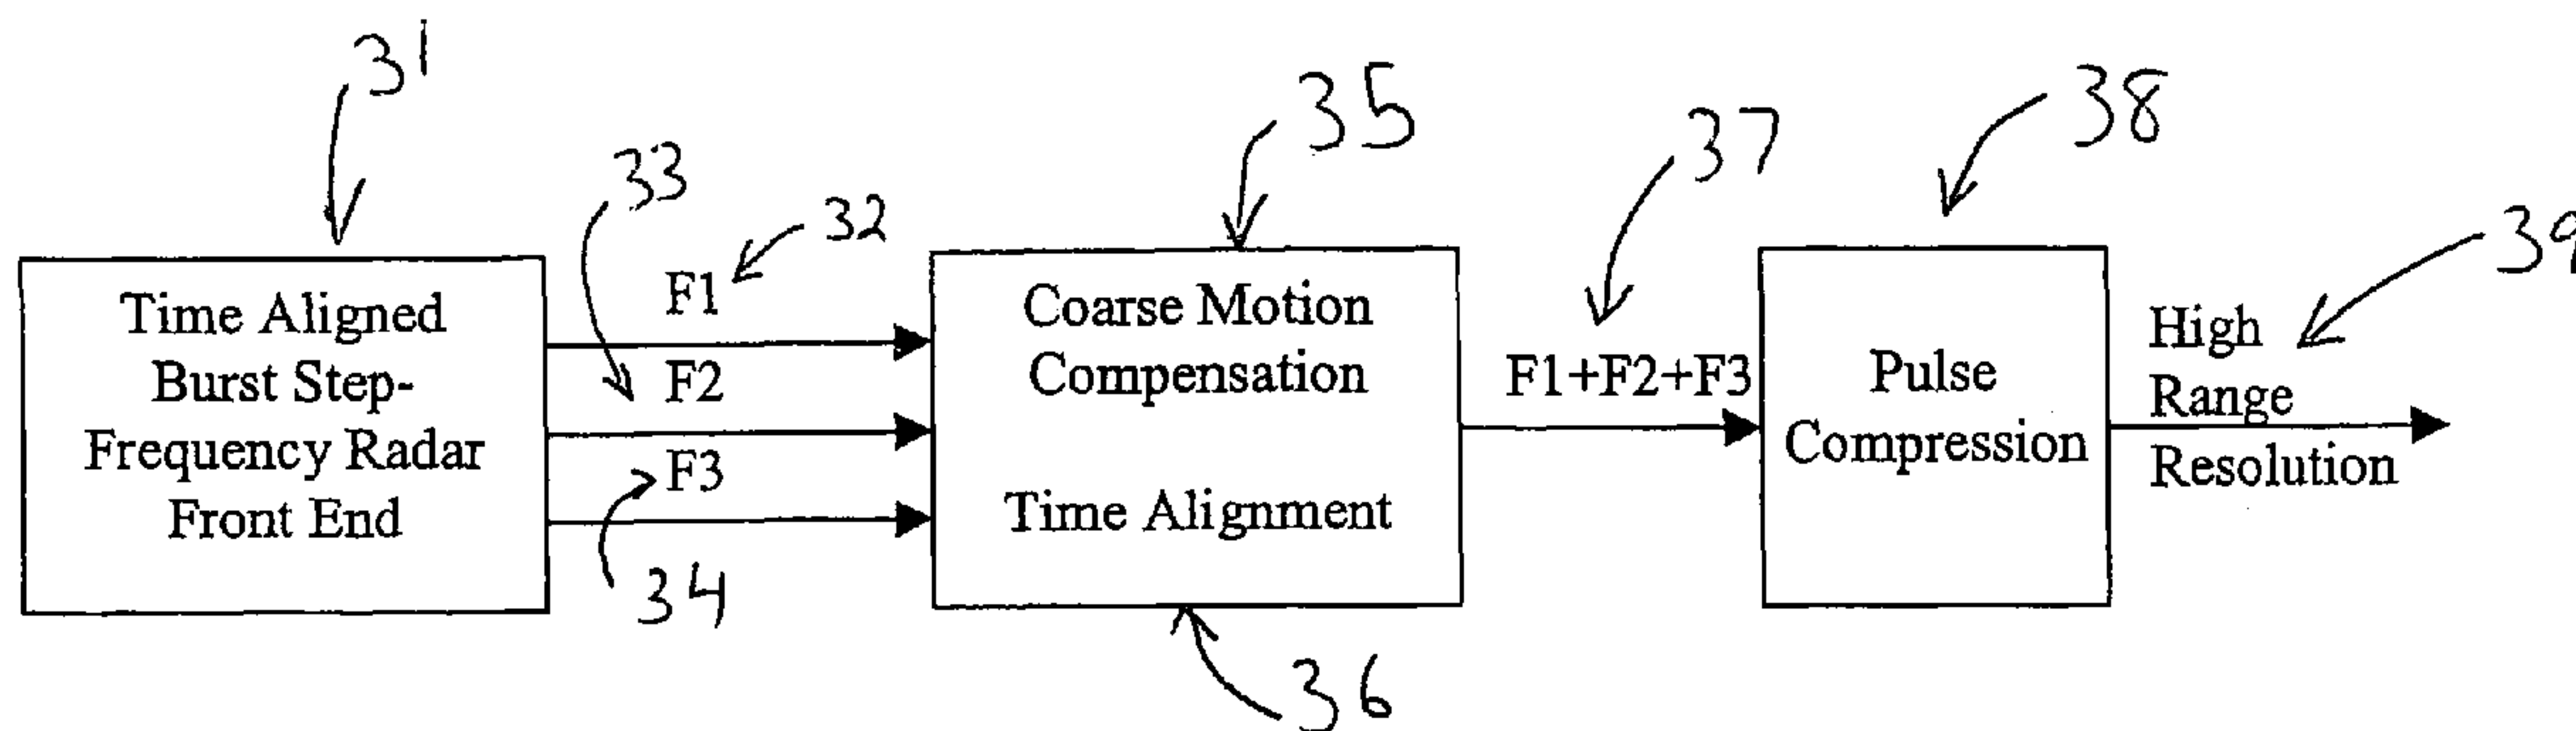 31
33
32
35
37
38
39
Time Aligned
Burst Step-
Frequency Radar
Front End
F1
F2
F3
34
Coarse Motion
Compensation
Time Alignment
36
F1+F2+F3
Pulse
Compression
High
Range
Resolution